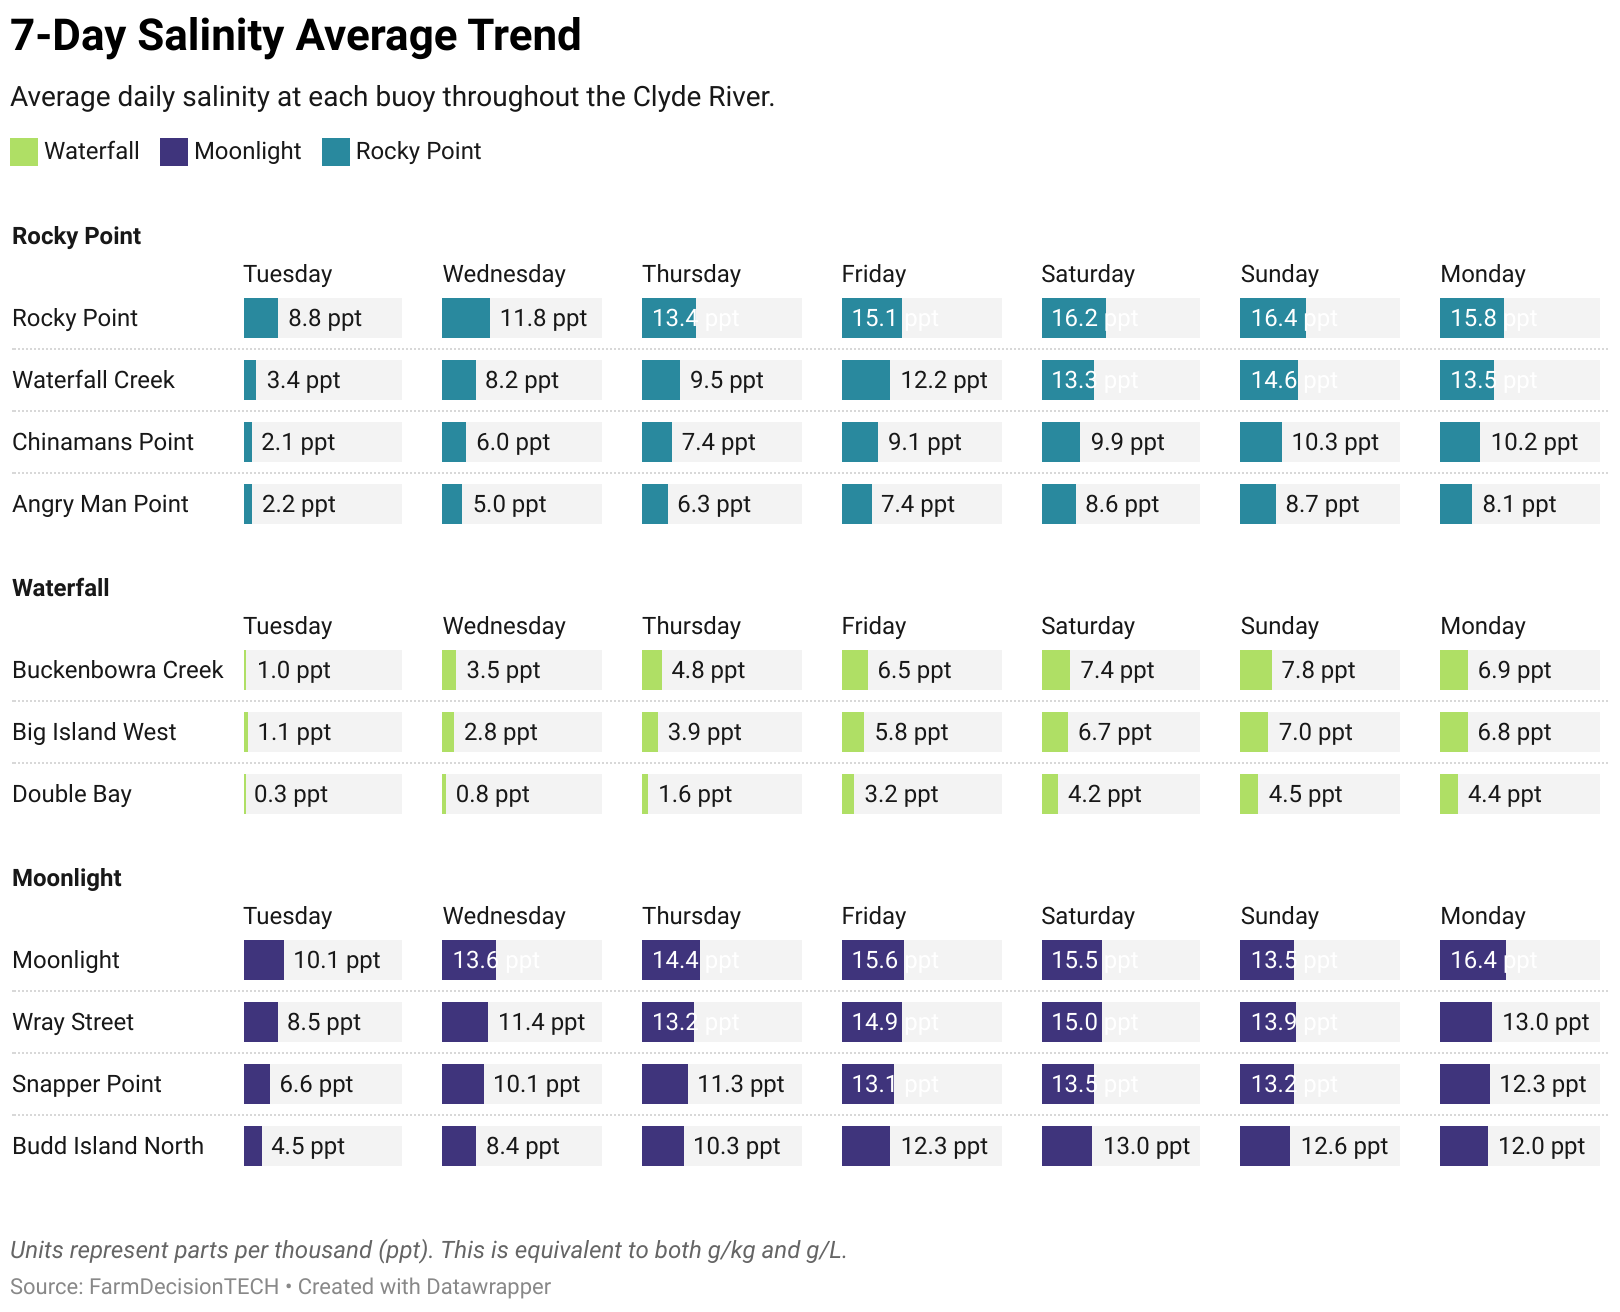 7-Day Salinity Average Trend
Average daily salinity at each buoy throughout the Clyde River.
Waterfall Moonlight Rocky Point
Rocky Point
Tuesday Wednesday Thursday Friday Saturday Sunday Monday
Rocky Point 8.8 ppt 11.8 ppt 13.4 ppt 15.1 ppt 16.2 ppt 16.4 ppt 15.8 ppt
Waterfall Creek 3.4 ppt 8.2 ppt 9.5 ppt 12.2 ppt 13.3 ppt 14.6 ppt 13.5 ppt
Chinamans Point 2.1 ppt 6.0 ppt 7.4 ppt 9.1 ppt 9.9 ppt 10.3 ppt 10.2 ppt
Angry Man Point 2.2 ppt 5.0 ppt 6.3 ppt 7.4 ppt 8.6 ppt 8.7 ppt 8.1 ppt
Waterfall
Tuesday Wednesday Thursday Friday Saturday Sunday Monday
Buckenbowra Creek 1.0 ppt 3.5 ppt 4.8 ppt 6.5 ppt 7.4 ppt 7.8 ppt 6.9 ppt
Big Island West 1.1 ppt 2.8 ppt 3.9 ppt 5.8 ppt 6.7 ppt 7.0 ppt 6.8 ppt
Double Bay 0.3 ppt 0.8 ppt 1.6 ppt 3.2 ppt 4.2 ppt 4.5 ppt 4.4 ppt
Moonlight
Tuesday Wednesday Thursday Friday Saturday Sunday Monday
Moonlight 10.1 ppt 13.6 ppt 14.4 ppt 15.6 ppt 15.5 ppt 13.5 ppt 16.4 ppt
Wray Street 8.5 ppt 11.4 ppt 13.2 ppt 14.9 ppt 15.0 ppt 13.9 ppt 13.0 ppt
Snapper Point 6.6 ppt 10.1 ppt 11.3 ppt 13.1 ppt 13.5 ppt 13.2 ppt 12.3 ppt
Budd Island North 4.5 ppt 8.4 ppt 10.3 ppt 12.3 ppt 13.0 ppt 12.6 ppt 12.0 ppt
Units represent parts per thousand (ppt). This is equivalent to both g/kg and g/L.
Source: FarmDecisionTECH • Created with Datawrapper